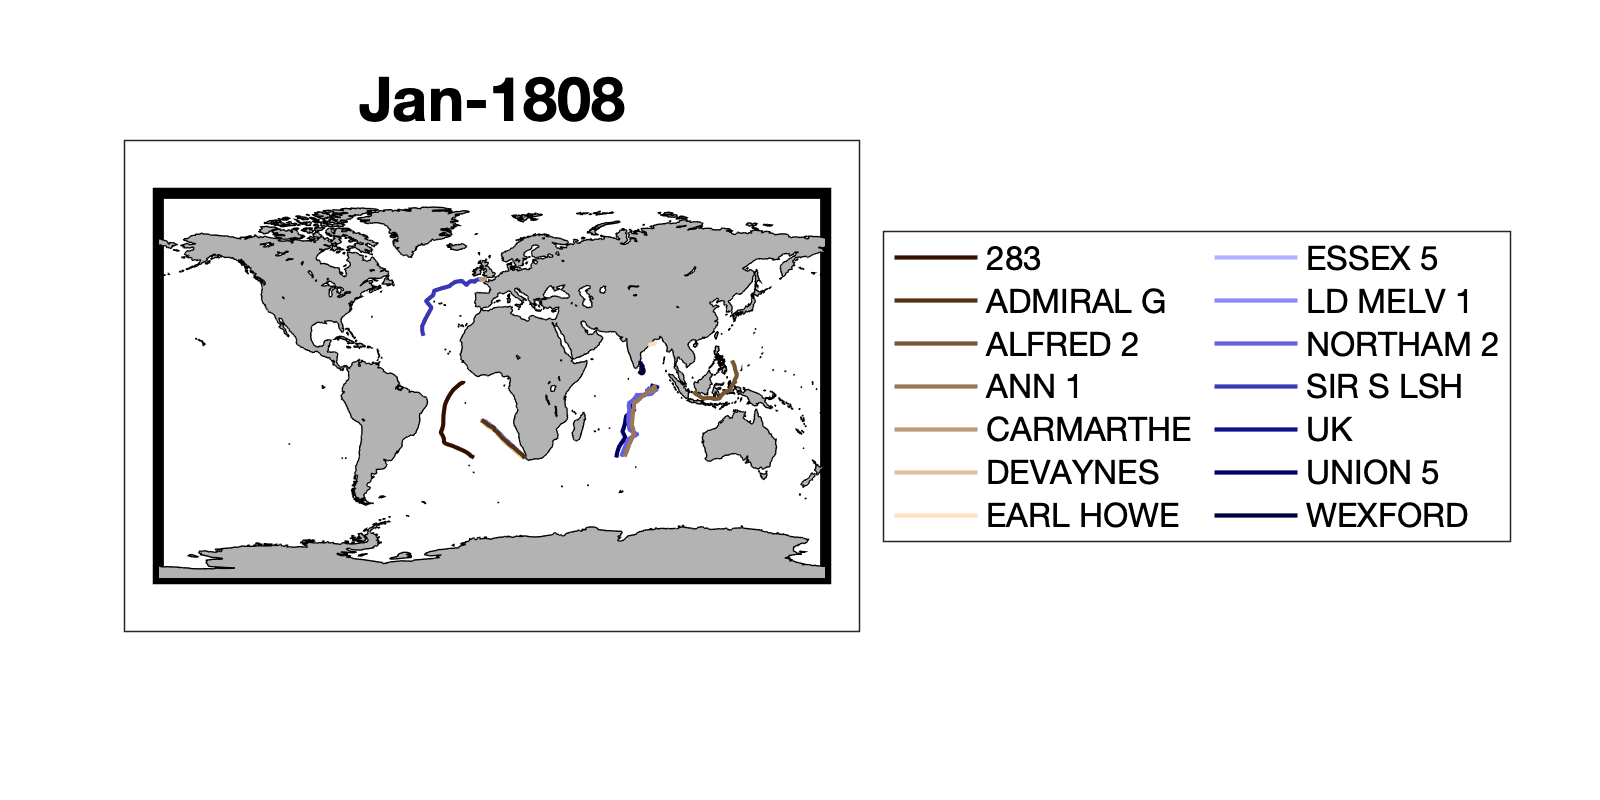 Jan-1808
283
ADMIRAL G
ALFRED 2
ANN 1
CARMARTHE
DEVAYNES
EARL HOWE
ESSEX 5
LD MELV 1
NORTHAM 2
SIR S LSH
UK
UNION 5
WEXFORD